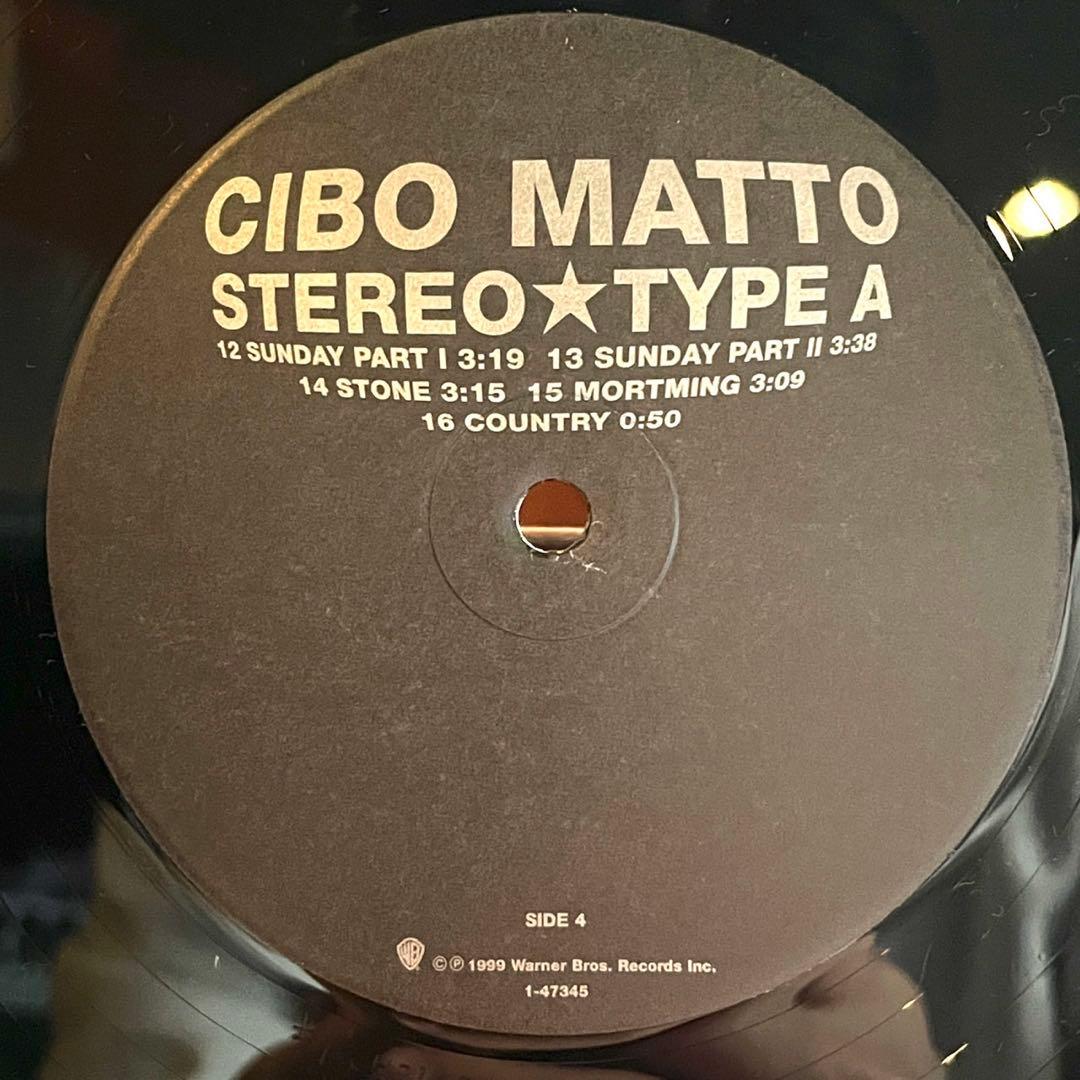 CIBO MATTO
STEREO★TYPE A
12 SUNDAY PART I 3:19 13 SUNDAY PART II 3:38
14 STONE 3:15 15 MORTMING 3:09
16 COUNTRY 0:50
SIDE 4
WB ©℗ 1999 Warner Bros. Records Inc.
1-47345